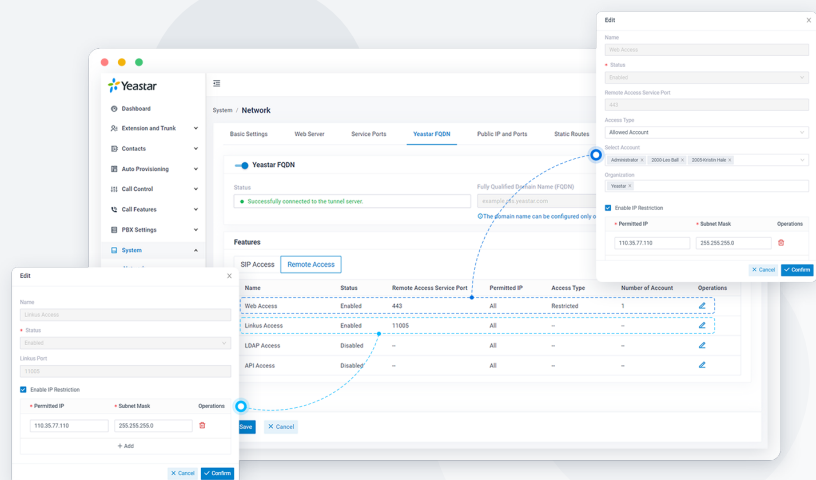 Yeastar
Dashboard
Extension and Trunk
Contacts
Auto Provisioning
Call Control
Call Features
PBX Settings
System
System / Network
Basic Settings Web Server Service Ports Yeastar FQDN Public IP and Ports Static Routes
Yeastar FQDN
Status Fully Qualified Domain Name (FQDN)
Successfully connected to the tunnel server. example.pbx.yeastar.com
The domain name can be configured only o
Features
SIP Access Remote Access
Name Status Remote Access Service Port Permitted IP Access Type Number of Account Operations
Web Access Enabled 443 All Restricted 1
Linkus Access Enabled 11005 All – –
LDAP Access Disabled – All – –
API Access Disabled – All – –
Save × Cancel
Edit ×
Name
Web Access
* Status
Enabled
Remote Access Service Port
443
Access Type
Allowed Account
Select Account
Administrator × 2000-Leo Ball × 2005-Kristin Hale ×
Organization
Yeastar ×
Enable IP Restriction
* Permitted IP * Subnet Mask Operations
110.35.77.110 255.255.255.0
× Cancel ✓ Confirm
Edit ×
Name
Linkus Access
* Status
Enabled
Linkus Port
11005
Enable IP Restriction
* Permitted IP * Subnet Mask Operations
110.35.77.110 255.255.255.0
+ Add
× Cancel ✓ Confirm